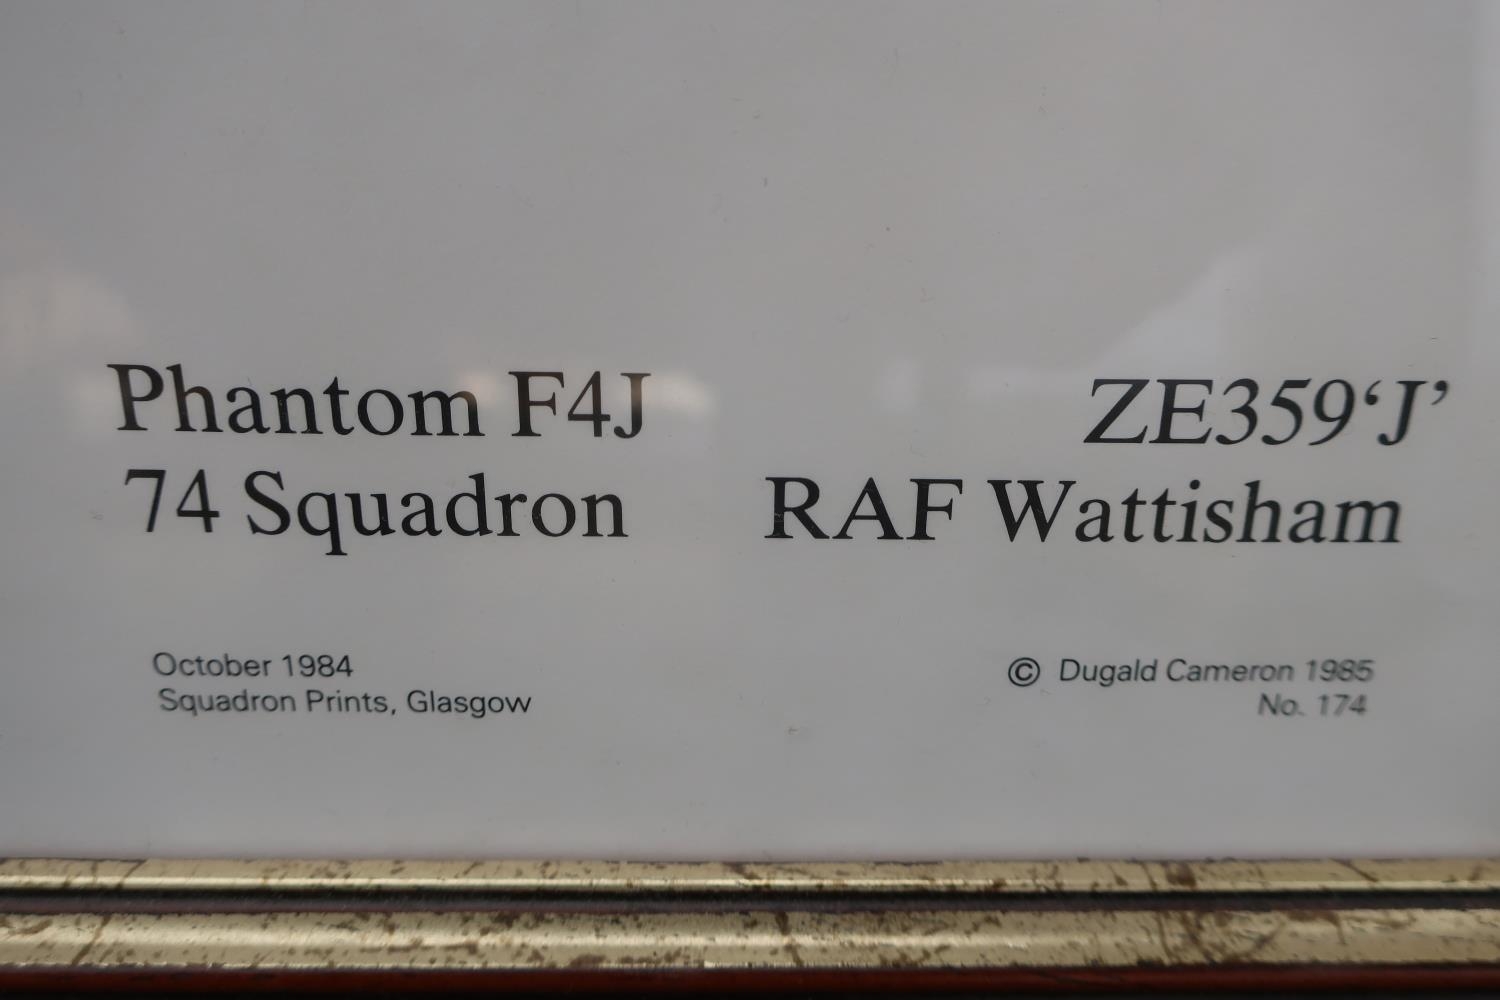 Phantom F4J ZE359‘J’
74 Squadron RAF Wattisham
October 1984 © Dugald Cameron 1985
Squadron Prints, Glasgow No. 174